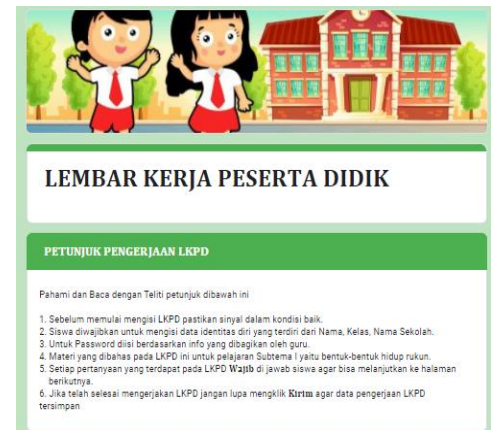 LEMBAR KERJA PESERTA DIDIK
PETUNJUK PENGERJAAN LKPD
Pahami dan Baca dengan Teliti petunjuk dibawah ini
1. Sebelum memulai mengisi LKPD pastikan sinyal dalam kondisi baik.
2. Siswa diwajibkan untuk mengisi data identitas diri yang terdiri dari Nama, Kelas, Nama Sekolah.
3. Untuk Password diisi berdasarkan info yang dibagikan oleh guru.
4. Materi yang dibahas pada LKPD ini untuk pelajaran Subtema I yaitu bentuk-bentuk hidup rukun.
5. Setiap pertanyaan yang terdapat pada LKPD Wajib di jawab siswa agar bisa melanjutkan ke halaman
berikutnya.
6. Jika telah selesai mengerjakan LKPD jangan lupa mengklik Kirim agar data pengerjaan LKPD
tersimpan